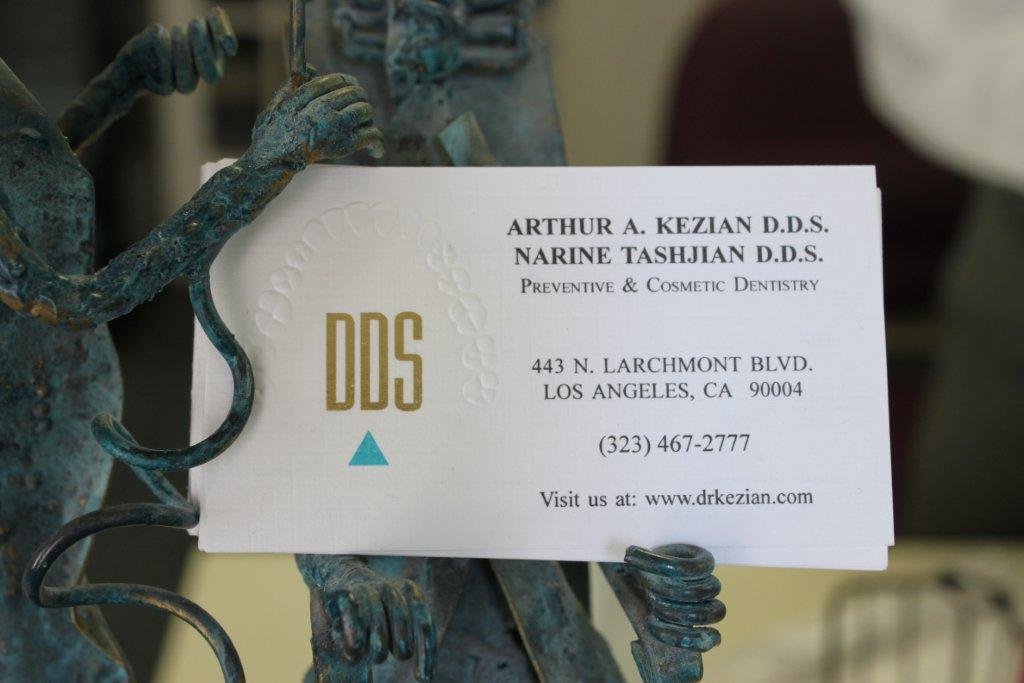 DDS
ARTHUR A. KEZIAN D.D.S.
NARINE TASHJIAN D.D.S.
PREVENTIVE & COSMETIC DENTISTRY
443 N. LARCHMONT BLVD.
LOS ANGELES, CA 90004
(323) 467-2777
Visit us at: www.drkezian.com